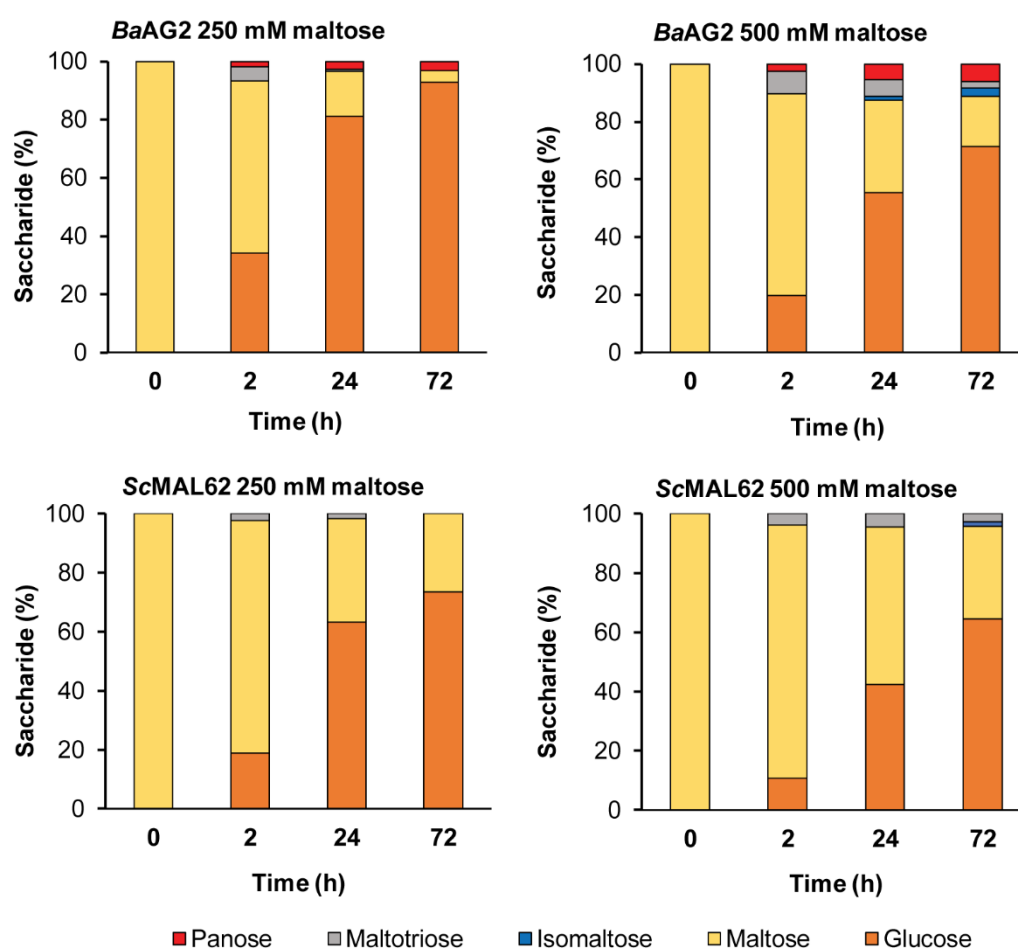 BaAG2 250 mM maltose
Saccharide (%)
100
80
60
40
20
0
0 2 24 72
Time (h)
BaAG2 500 mM maltose
Saccharide (%)
100
80
60
40
20
0
0 2 24 72
Time (h)
ScMAL62 250 mM maltose
Saccharide (%)
100
80
60
40
20
0
0 2 24 72
Time (h)
ScMAL62 500 mM maltose
Saccharide (%)
100
80
60
40
20
0
0 2 24 72
Time (h)
Panose Maltotriose Isomaltose Maltose Glucose